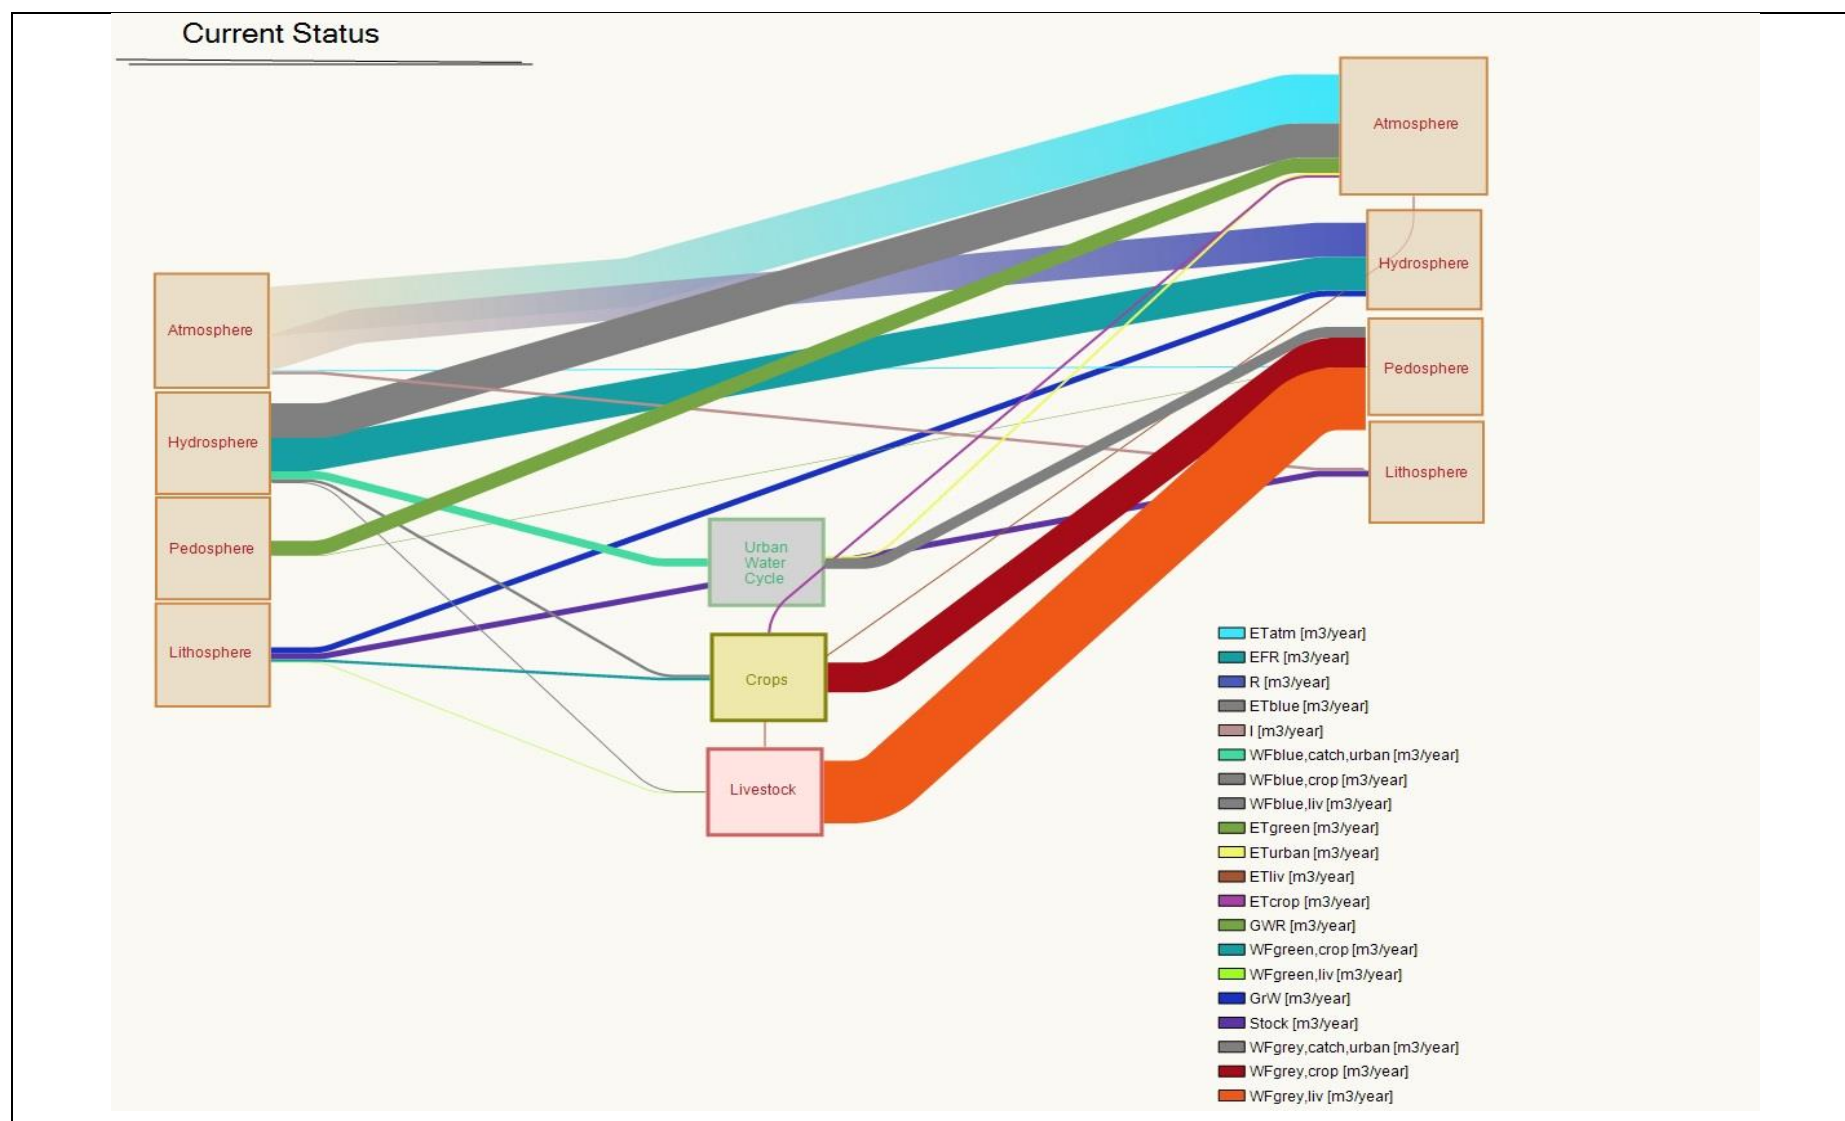 Current Status
Atmosphere
Hydrosphere
Pedosphere
Lithosphere
Urban
Water
Cycle
Crops
Livestock
Atmosphere
Hydrosphere
Pedosphere
Lithosphere
ETatm [m3/year]
EFR [m3/year]
R [m3/year]
ETblue [m3/year]
I [m3/year]
WFblue,catch,urban [m3/year]
WFblue,crop [m3/year]
WFblue,liv [m3/year]
ETgreen [m3/year]
ETurban [m3/year]
ETliv [m3/year]
ETcrop [m3/year]
GWR [m3/year]
WFgreen,crop [m3/year]
WFgreen,liv [m3/year]
GrW [m3/year]
Stock [m3/year]
WFgrey,catch,urban [m3/year]
WFgrey,crop [m3/year]
WFgrey,liv [m3/year]